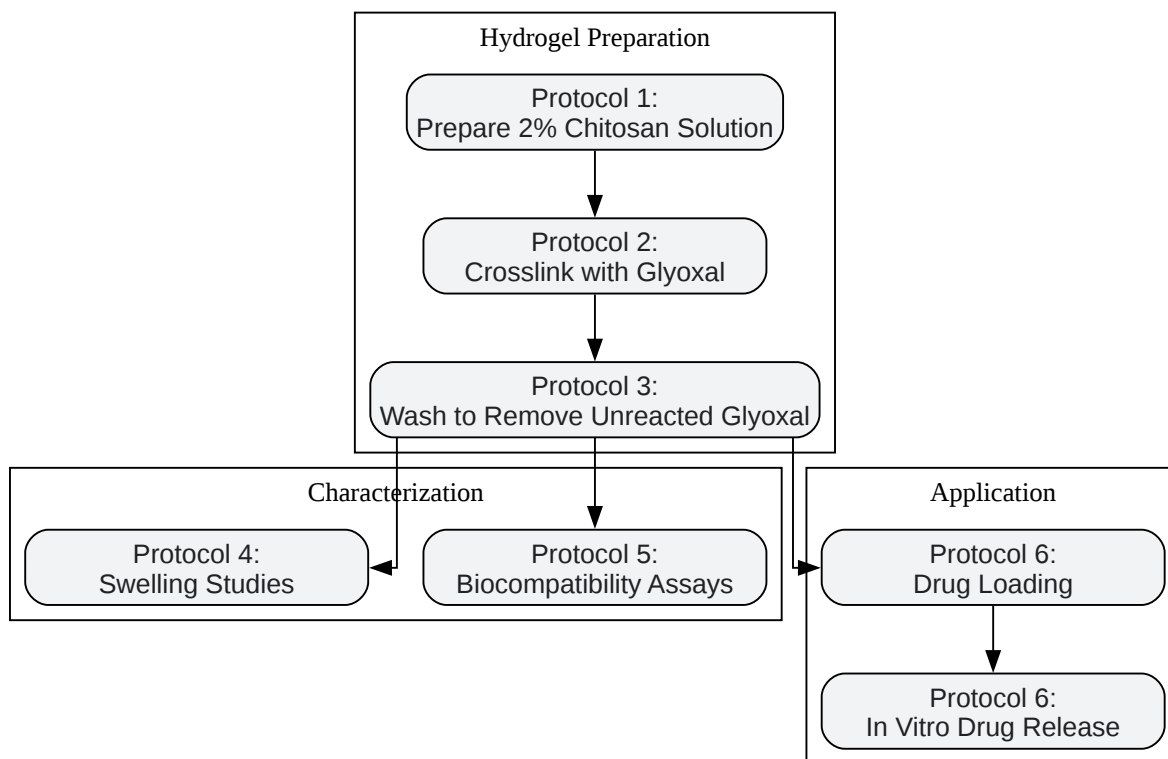 Hydrogel Preparation
Protocol 1:
Prepare 2% Chitosan Solution
Protocol 2:
Crosslink with Glyoxal
Protocol 3:
Wash to Remove Unreacted Glyoxal
Characterization
Protocol 4:
Swelling Studies
Protocol 5:
Biocompatibility Assays
Application
Protocol 6:
Drug Loading
Protocol 6:
In Vitro Drug Release